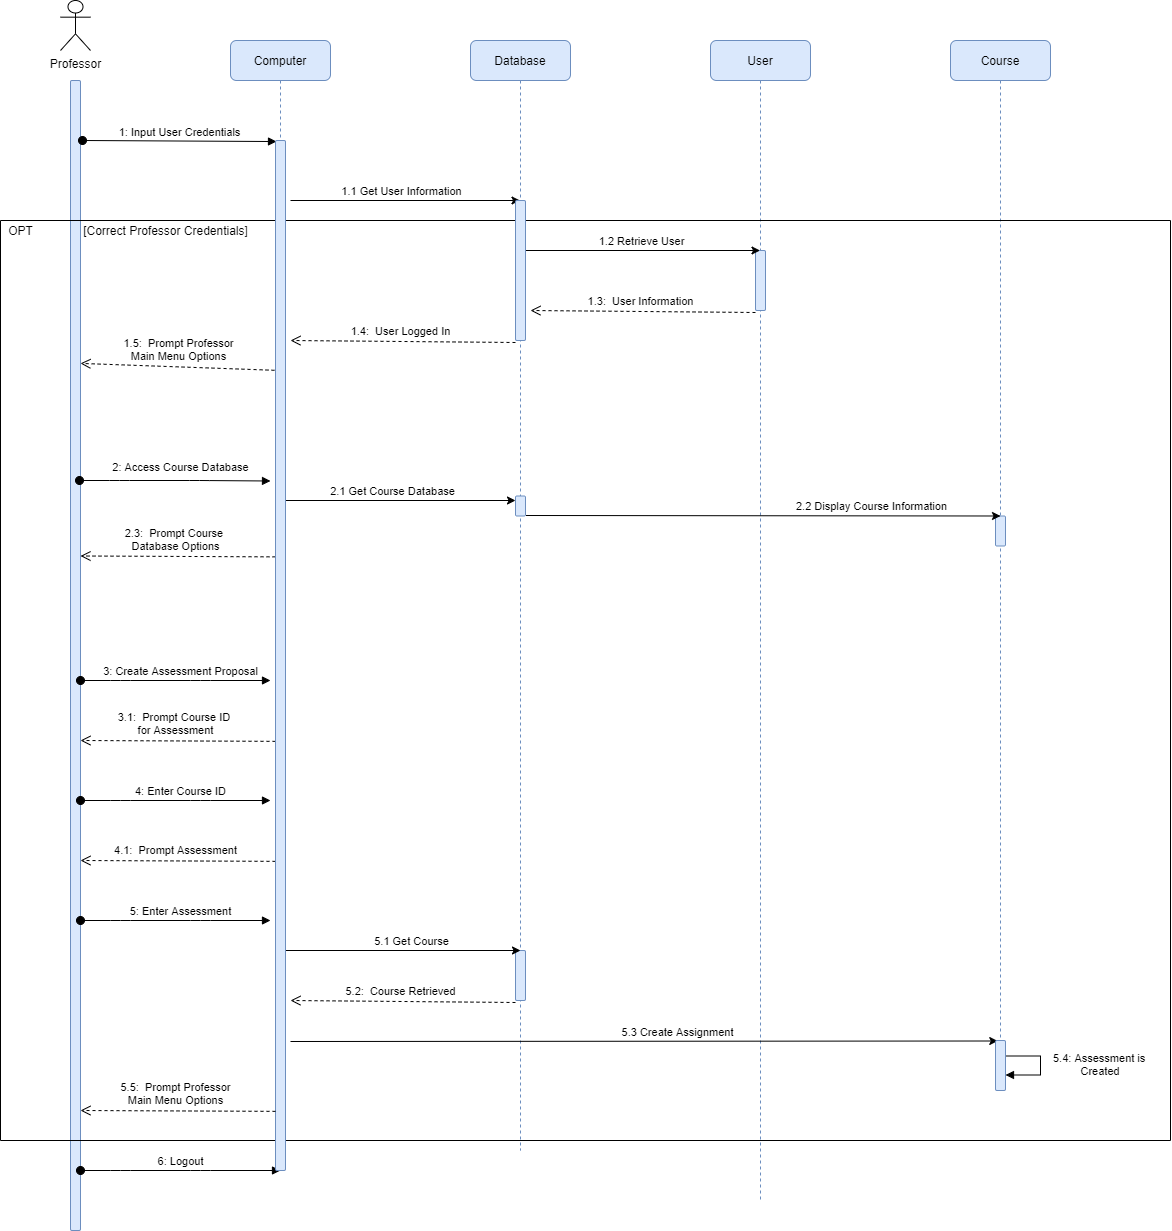 Professor
Computer
Database
User
Course
1: Input User Credentials
1.1 Get User Information
OPT
[Correct Professor Credentials]
1.2 Retrieve User
1.3: User Information
1.4: User Logged In
1.5: Prompt Professor
Main Menu Options
2: Access Course Database
2.1 Get Course Database
2.2 Display Course Information
2.3: Prompt Course
Database Options
3: Create Assessment Proposal
3.1: Prompt Course ID
for Assessment
4: Enter Course ID
4.1: Prompt Assessment
5: Enter Assessment
5.1 Get Course
5.2: Course Retrieved
5.3 Create Assignment
5.4: Assessment is
Created
5.5: Prompt Professor
Main Menu Options
6: Logout